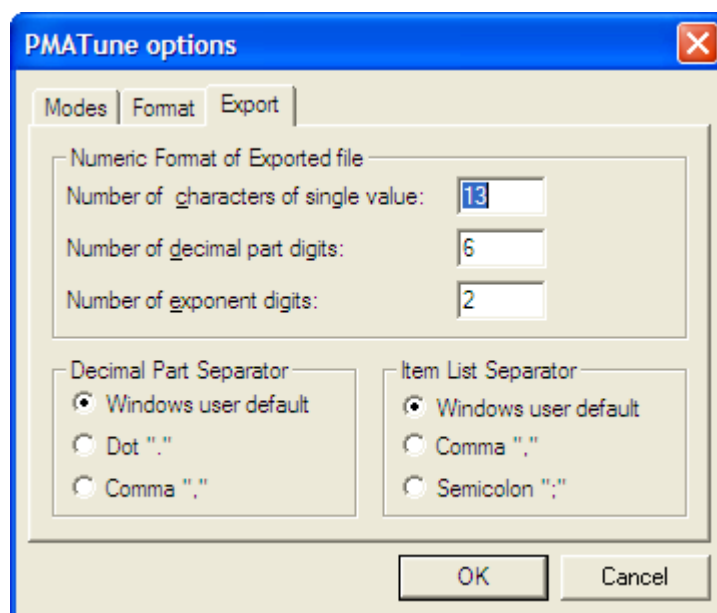 PMATune options
Modes Format Export
Numeric Format of Exported file
Number of characters of single value: 13
Number of decimal part digits: 6
Number of exponent digits: 2
Decimal Part Separator
Windows user default
Dot "."
Comma ","
Item List Separator
Windows user default
Comma ","
Semicolon ";"
OK Cancel